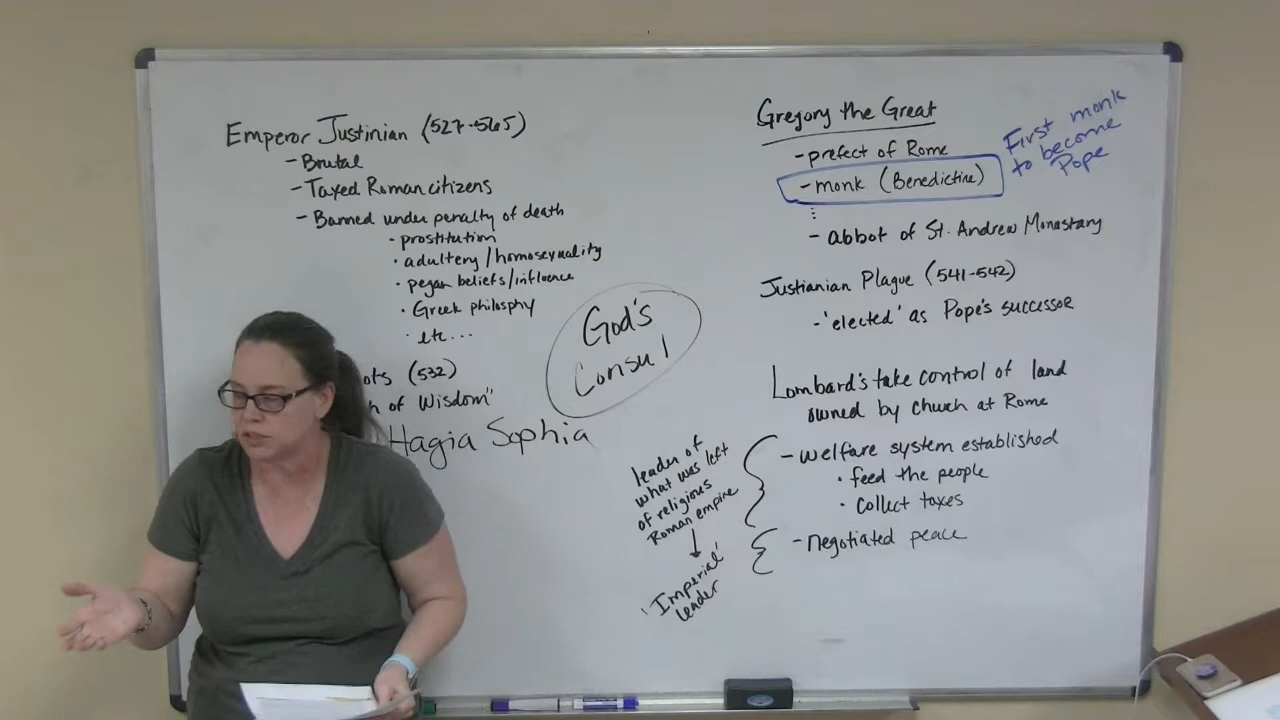 Emperor Justinian (527-565)
- Brutal
- Taxed Roman citizens
- Banned under penalty of death
• prostitution
• adultery/homosexuality
• pegan beliefs/influence
• Greek philosphy
• etc...
ots (532)
h of Wisdom"
Hagia Sophia
God's
Consul
Gregory the Great
- prefect of Rome
- monk (Benedictine)
- abbot of St. Andrew Monastary
First monk
to become
Pope
Justianian Plague (541-542)
- 'elected' as Pope's successor
Lombard's take control of land
owned by church at Rome
- welfare system established
• feed the people
• collect taxes
- negotiated peace
leader of
what was left
of religious
Roman empire
'Imperial'
leader